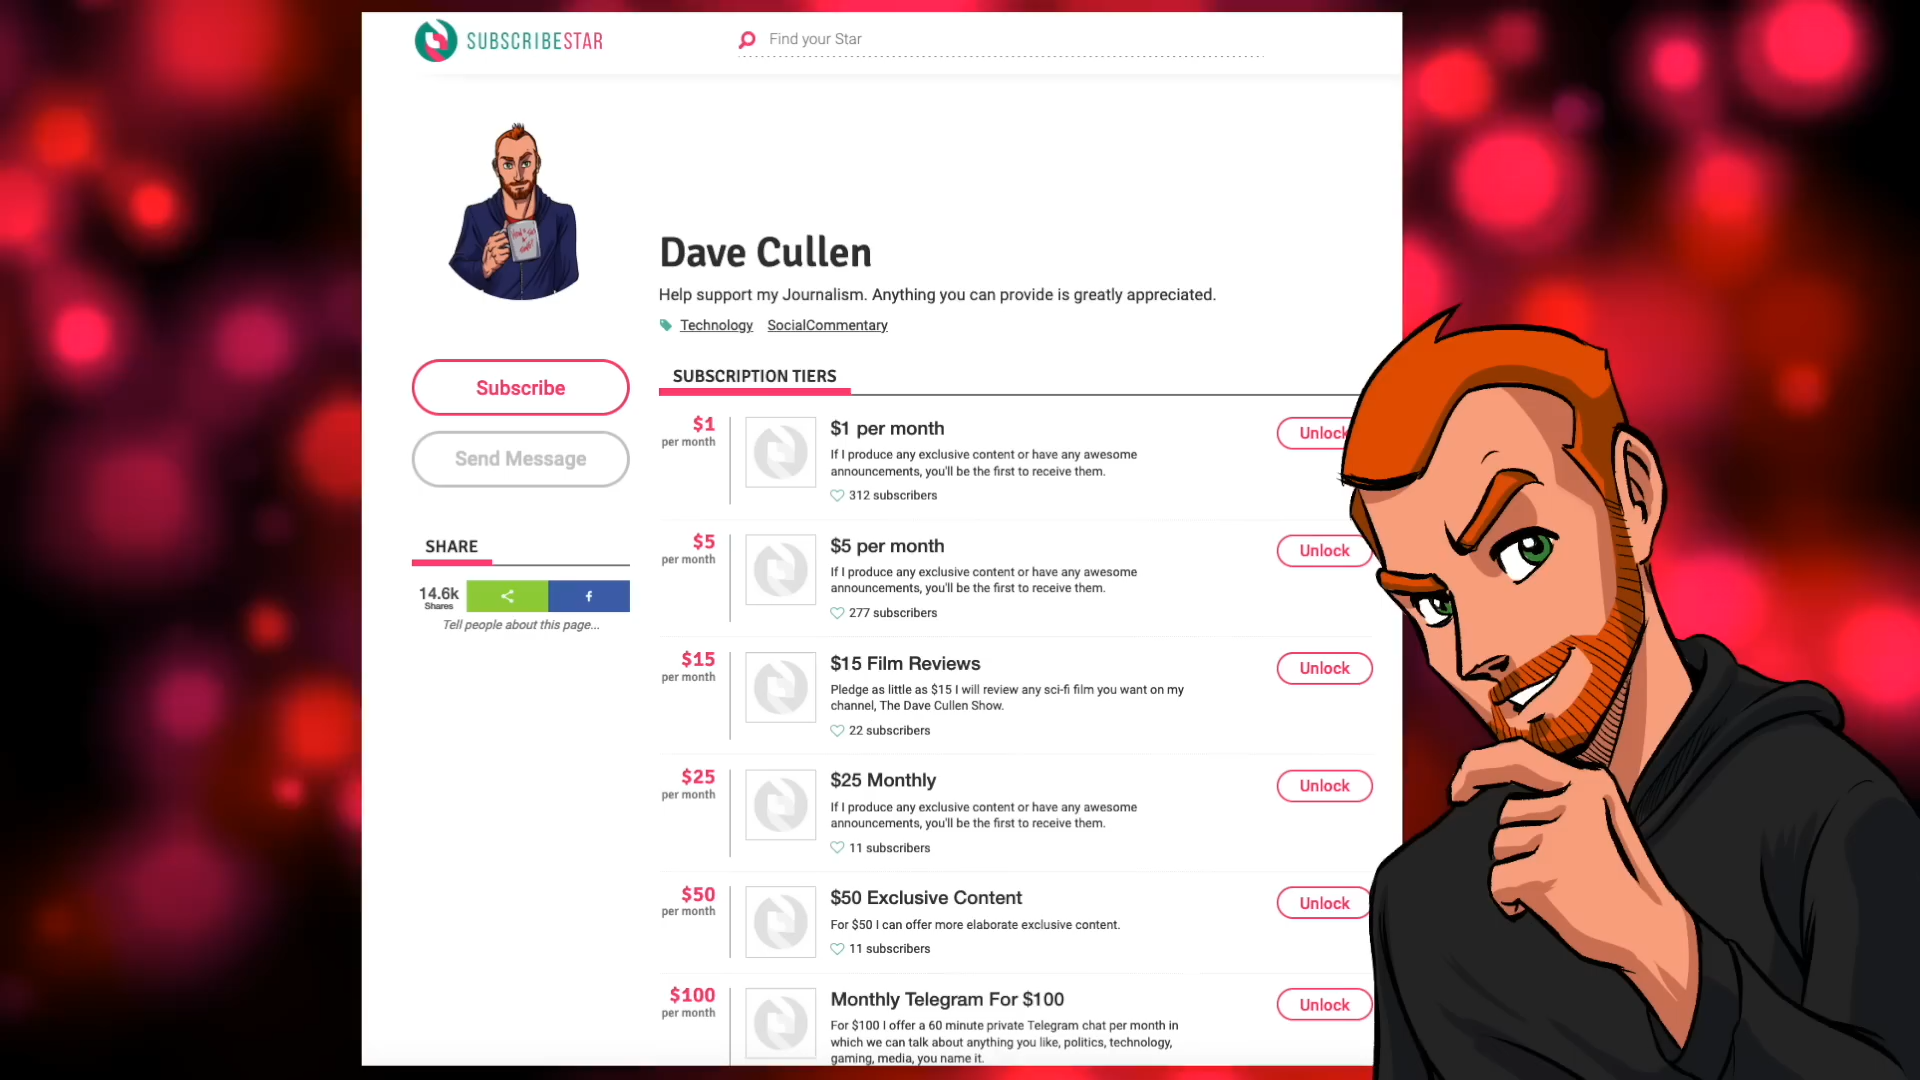 SUBSCRIBESTAR
Find your Star
Dave Cullen
Help support my Journalism. Anything you can provide is greatly appreciated.
Technology SocialCommentary
Subscribe
Send Message
SHARE
14.6k
Shares
Tell people about this page...
SUBSCRIPTION TIERS
$1
per month
$1 per month
If I produce any exclusive content or have any awesome
announcements, you'll be the first to receive them.
312 subscribers
Unlock
$5
per month
$5 per month
If I produce any exclusive content or have any awesome
announcements, you'll be the first to receive them.
277 subscribers
Unlock
$15
per month
$15 Film Reviews
Pledge as little as $15 I will review any sci-fi film you want on my
channel, The Dave Cullen Show.
22 subscribers
Unlock
$25
per month
$25 Monthly
If I produce any exclusive content or have any awesome
announcements, you'll be the first to receive them.
11 subscribers
Unlock
$50
per month
$50 Exclusive Content
For $50 I can offer more elaborate exclusive content.
11 subscribers
Unlock
$100
per month
Monthly Telegram For $100
For $100 I offer a 60 minute private Telegram chat per month in
which we can talk about anything you like, politics, technology,
gaming, media, you name it.
Unlock